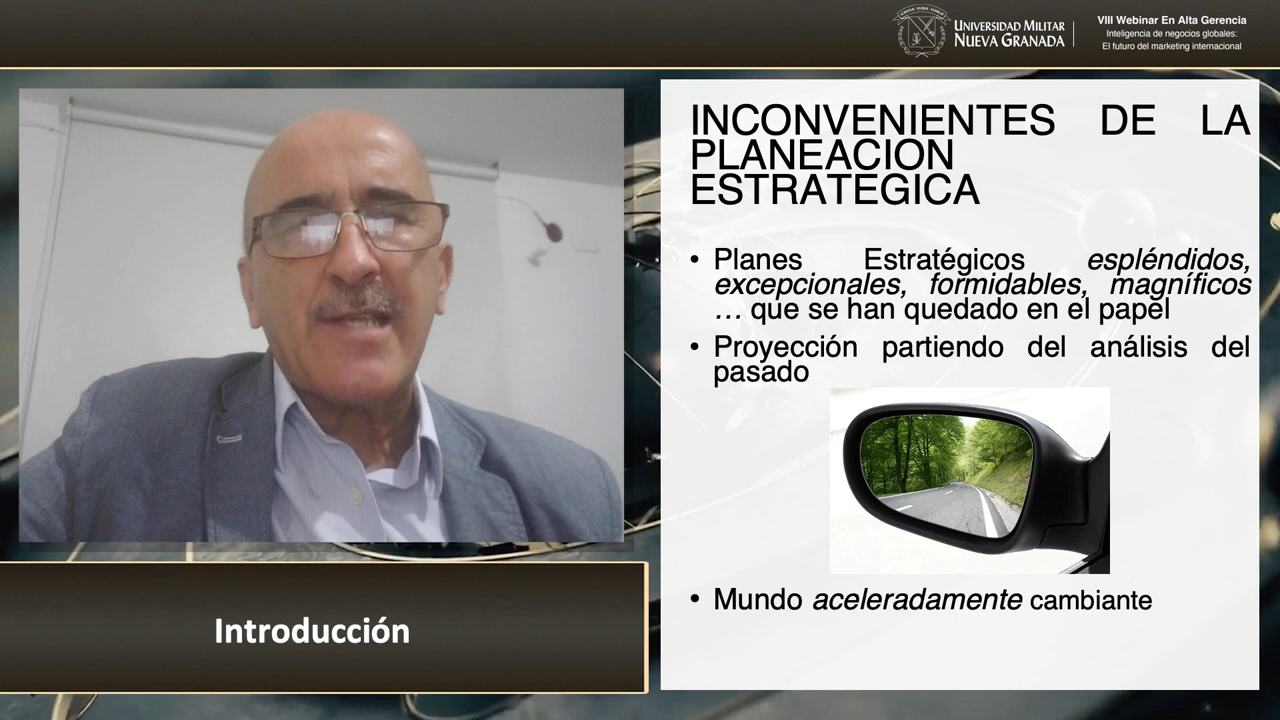 UNIVERSIDAD MILITAR
NUEVA GRANADA
VIII Webinar En Alta Gerencia
Inteligencia de negocios globales:
El futuro del marketing internacional
INCONVENIENTES DE LA
PLANEACION
ESTRATEGICA
• Planes Estratégicos espléndidos,
excepcionales, formidables, magníficos
... que se han quedado en el papel
• Proyección partiendo del análisis del
pasado
• Mundo aceleradamente cambiante
Introducción